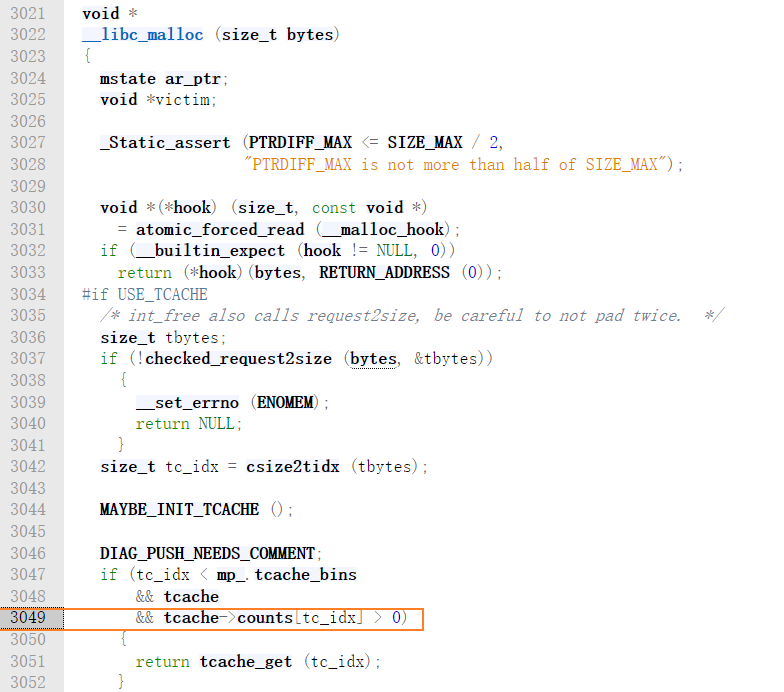 3021 void *
3022 __libc_malloc (size_t bytes)
3023 {
3024 mstate ar_ptr;
3025 void *victim;
3026
3027 _Static_assert (PTRDIFF_MAX <= SIZE_MAX / 2,
3028 "PTRDIFF_MAX is not more than half of SIZE_MAX");
3029
3030 void *(*hook) (size_t, const void *)
3031 = atomic_forced_read (__malloc_hook);
3032 if (__builtin_expect (hook != NULL, 0))
3033 return (*hook)(bytes, RETURN_ADDRESS (0));
3034 #if USE_TCACHE
3035 /* int_free also calls request2size, be careful to not pad twice.  */
3036 size_t tbytes;
3037 if (!checked_request2size (bytes, &tbytes))
3038 {
3039 __set_errno (ENOMEM);
3040 return NULL;
3041 }
3042 size_t tc_idx = csize2tidx (tbytes);
3043
3044 MAYBE_INIT_TCACHE ();
3045
3046 DIAG_PUSH_NEEDS_COMMENT;
3047 if (tc_idx < mp_.tcache_bins
3048 && tcache
3049 && tcache->counts[tc_idx] > 0)
3050 {
3051 return tcache_get (tc_idx);
3052 }